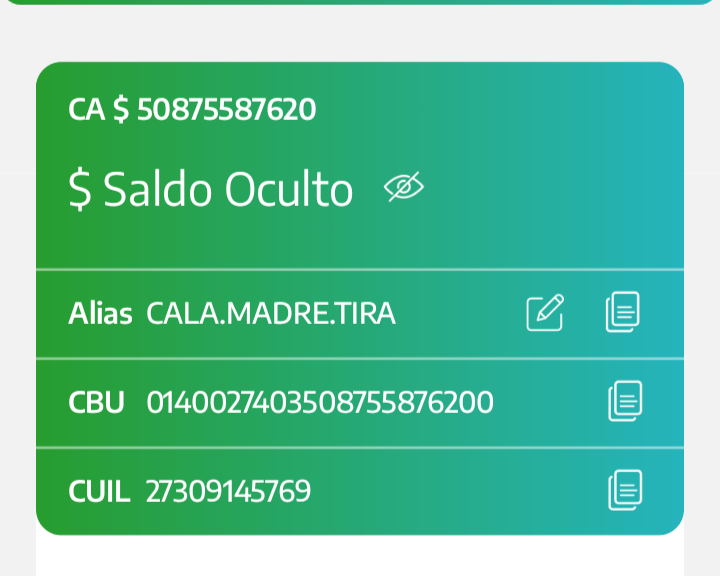 CA $ 50875587620
$ Saldo Oculto
Alias CALA.MADRE.TIRA
CBU 0140027403508755876200
CUIL 27309145769